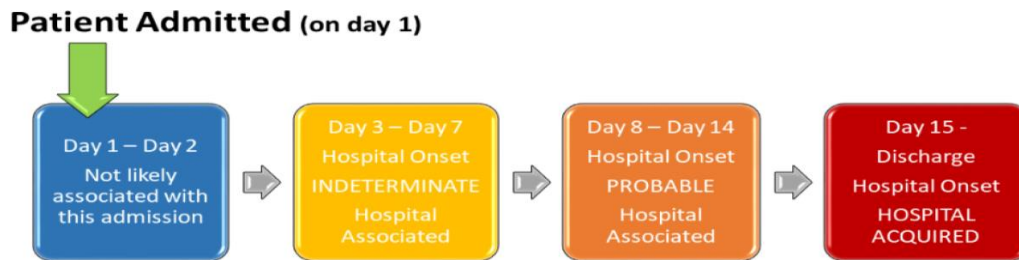 Patient Admitted (on day 1)
Day 1 – Day 2
Not likely
associated with
this admission
Day 3 – Day 7
Hospital Onset
INDETERMINATE
Hospital
Associated
Day 8 – Day 14
Hospital Onset
PROBABLE
Hospital
Associated
Day 15 -
Discharge
Hospital Onset
HOSPITAL
ACQUIRED